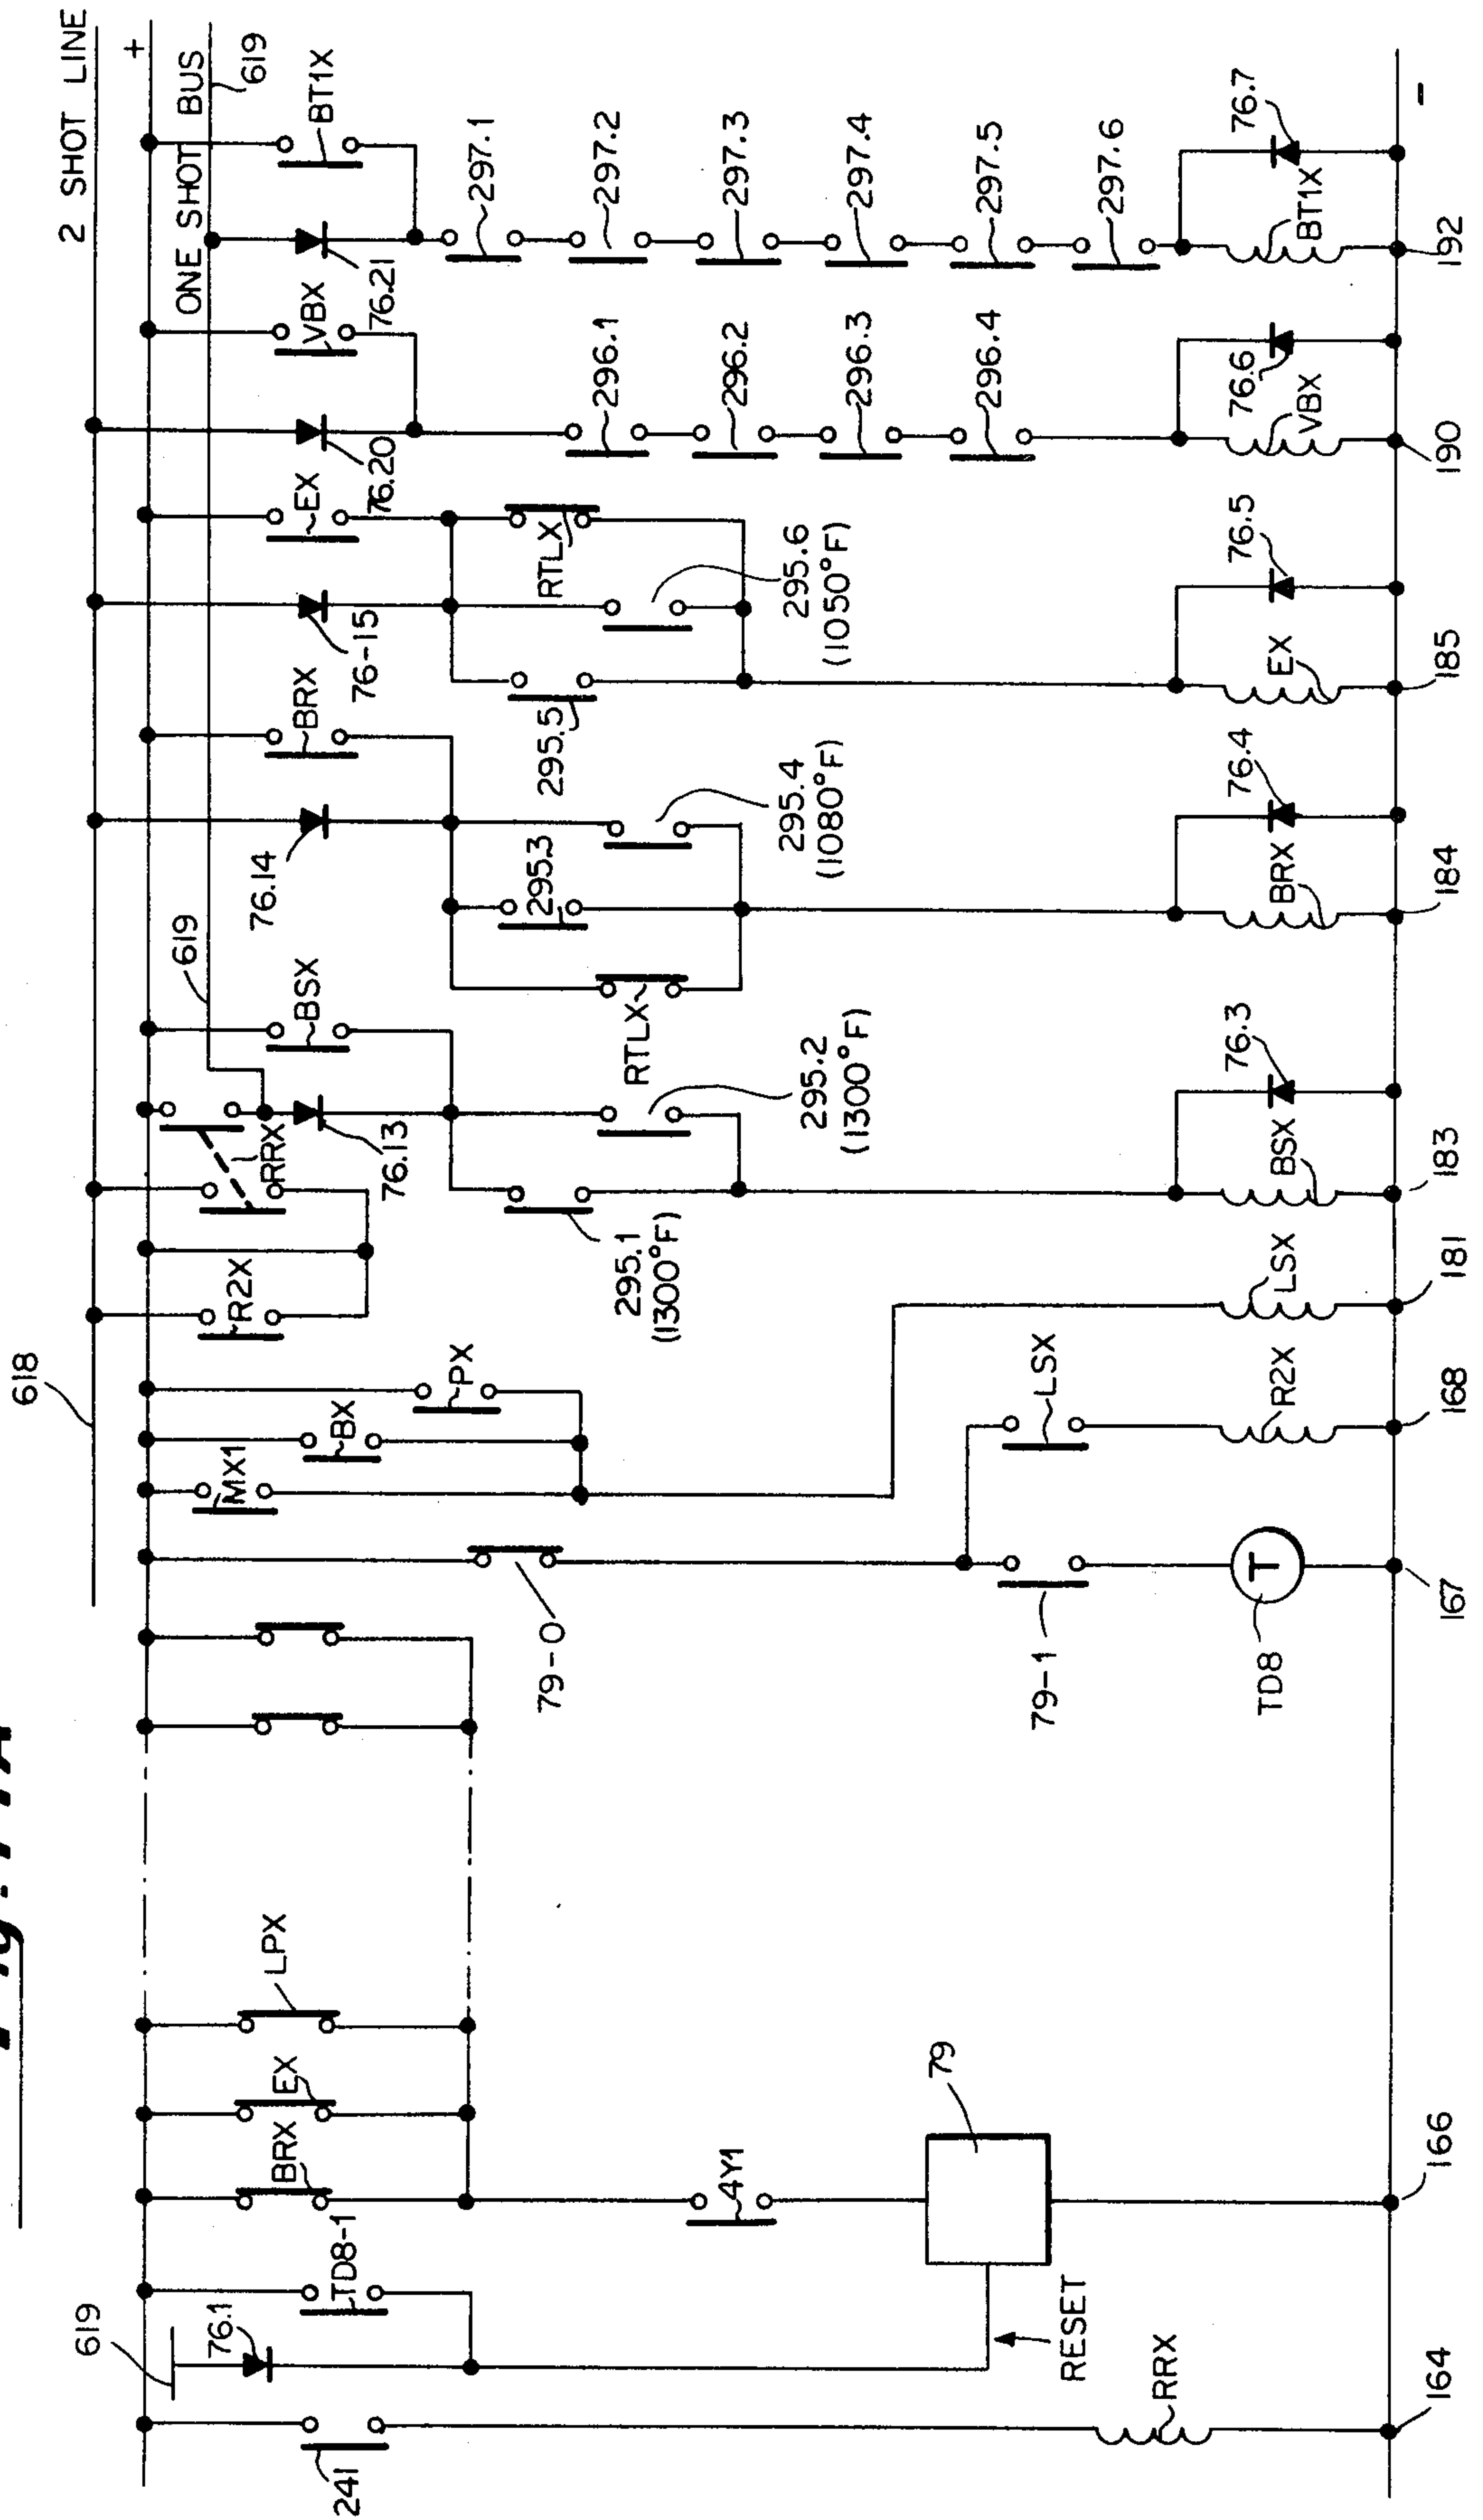 2 SHOT LINE
+
ONE SHOT BUS
619
BT1X
76.21
VBX
76.20
EX
76-15
BRX
76.14
619
BSX
76.13
RRX
R2X
618
297.1
297.2
297.3
297.4
297.5
297.6
296.1
296.2
296.3
296.4
RTLX
295.6
(1050°F)
295.5
295.4
(1080°F)
295.3
RTLX
295.2
(1300°F)
295.1
(1300°F)
PX
BX
MX1
79-0
LSX
79-1
76.7
BT1X
192
76.6
VBX
190
76.5
EX
185
76.4
BRX
184
76.3
BSX
183
LSX
181
R2X
168
T
TD8
167
-
LPX
EX
BRX
4Y1
79
166
TD8-1
619
76.1
RESET
RRX
241
164